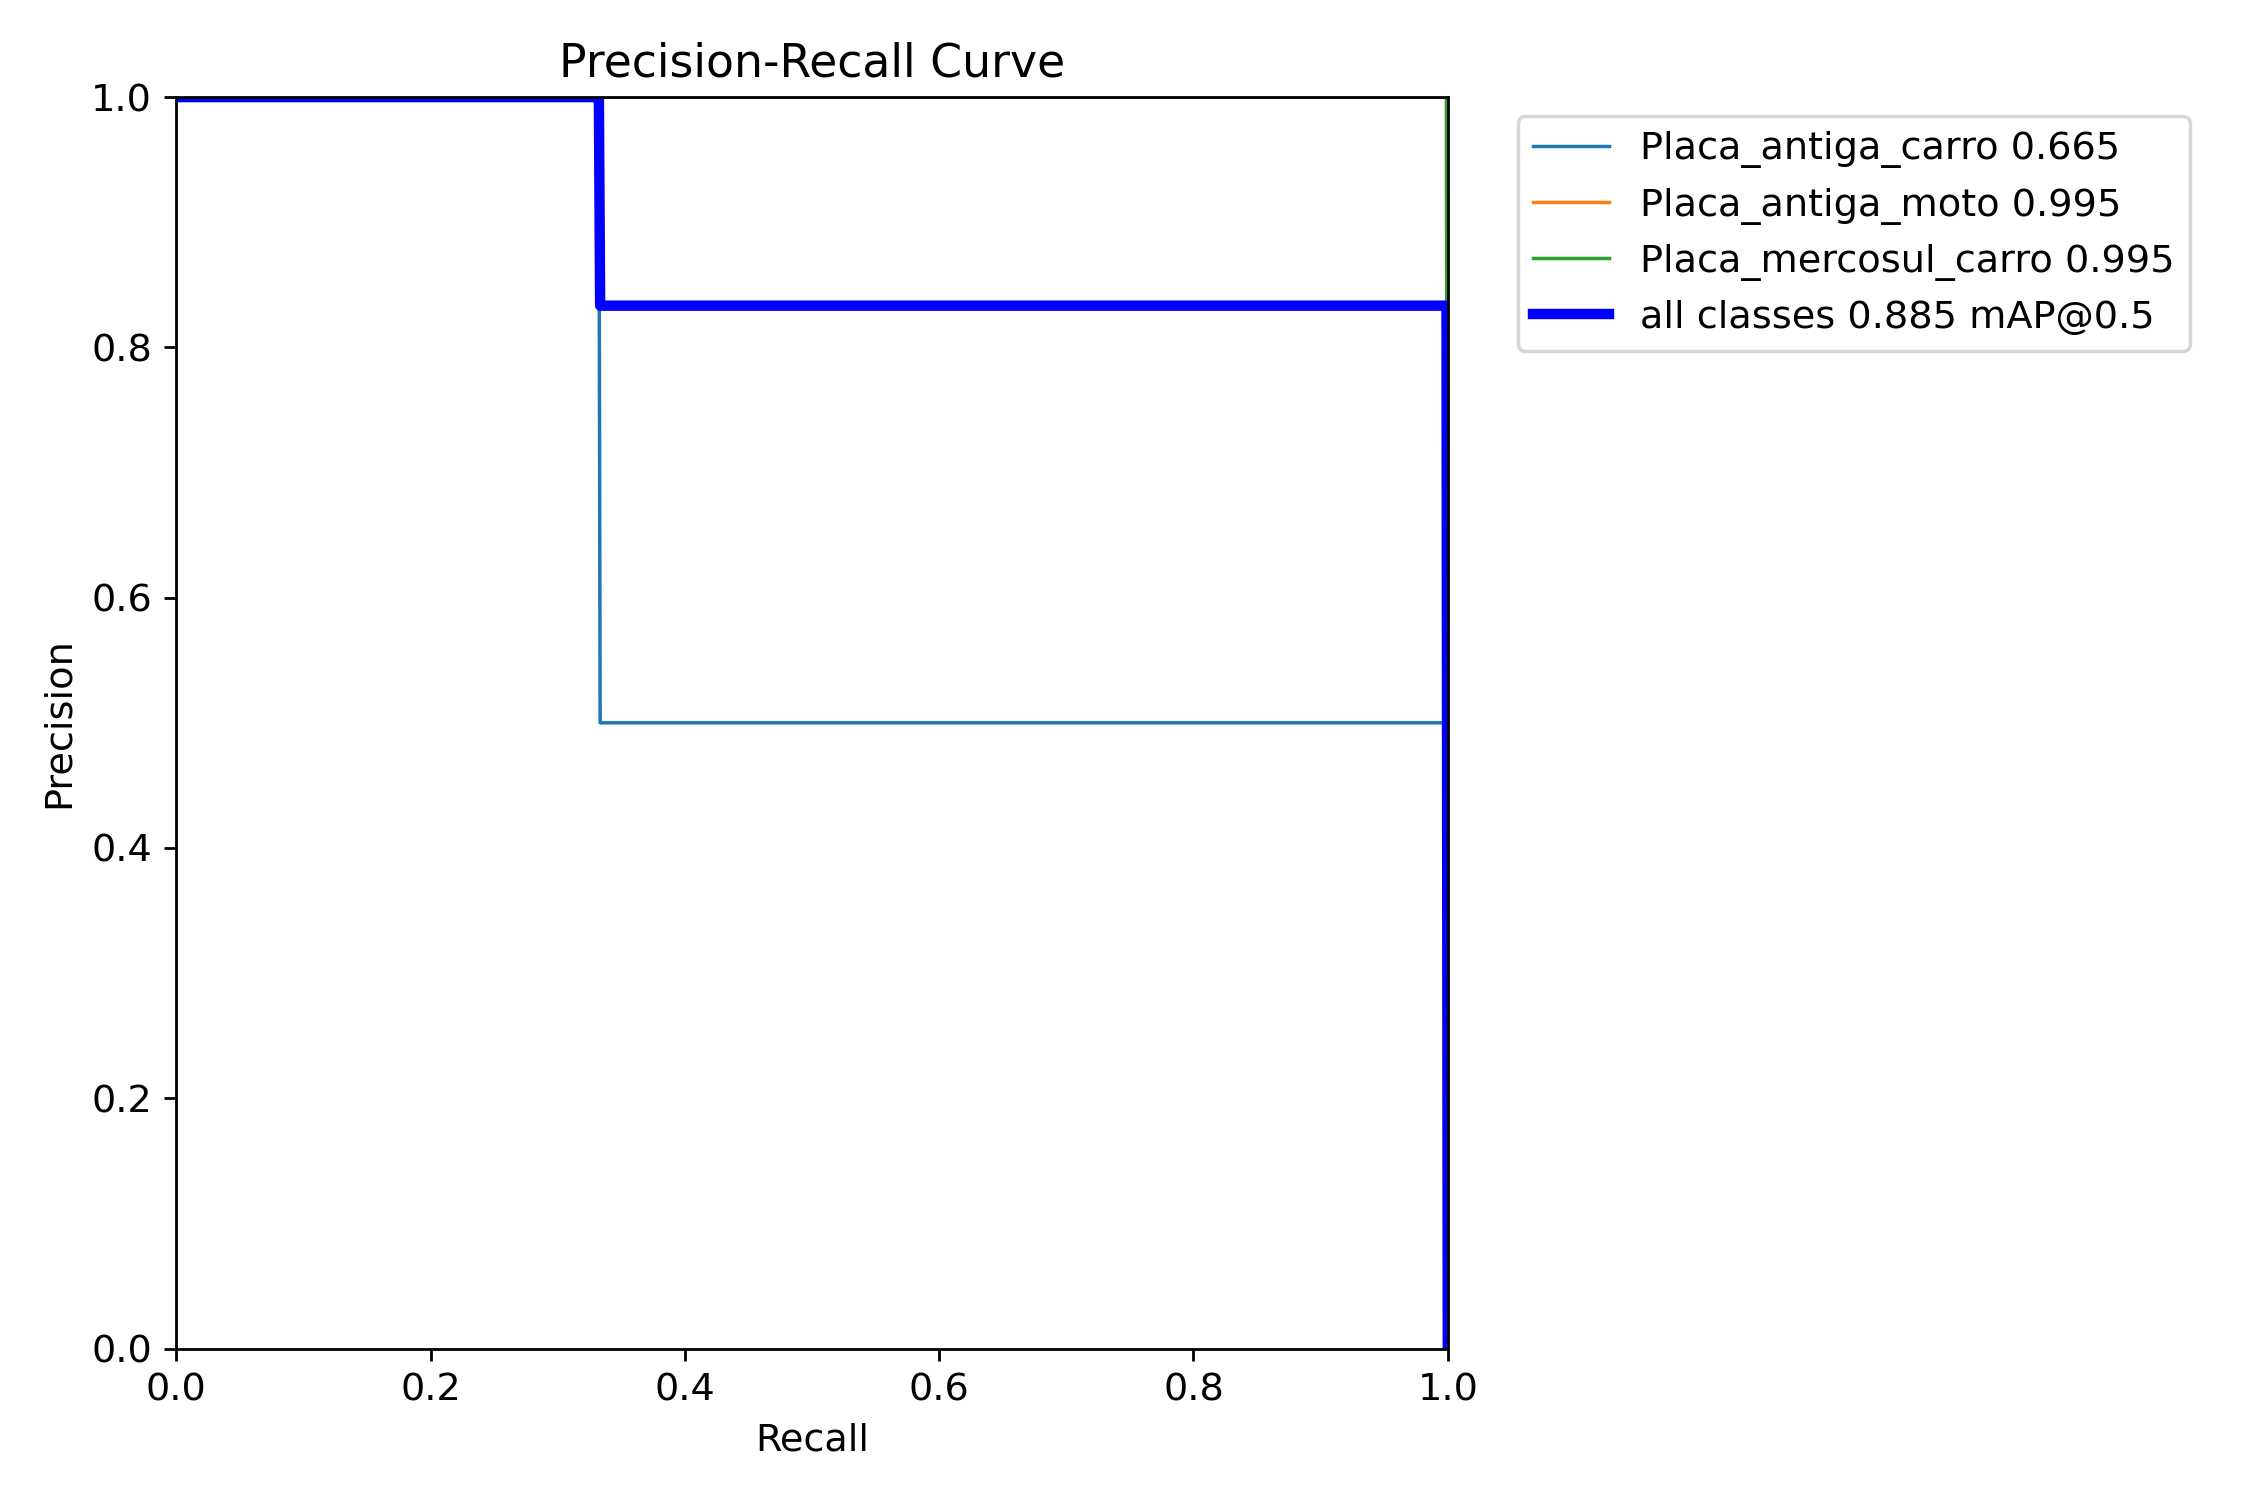 Precision-Recall Curve
1.0
0.8
0.6
0.4
0.2
0.0
Precision
0.0 0.2 0.4 0.6 0.8 1.0
Recall
Placa_antiga_carro 0.665
Placa_antiga_moto 0.995
Placa_mercosul_carro 0.995
all classes 0.885 mAP@0.5